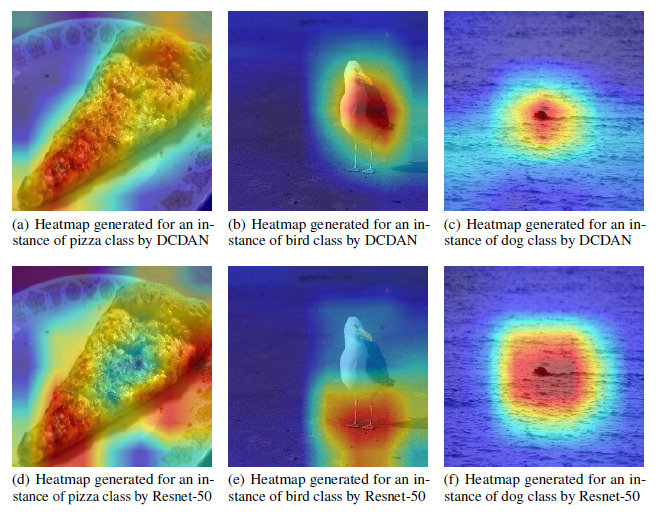 (a) Heatmap generated for an in-
stance of pizza class by DCDAN
(b) Heatmap generated for an in-
stance of bird class by DCDAN
(c) Heatmap generated for an in-
stance of dog class by DCDAN
(d) Heatmap generated for an in-
stance of pizza class by Resnet-50
(e) Heatmap generated for an in-
stance of bird class by Resnet-50
(f) Heatmap generated for an in-
stance of dog class by Resnet-50